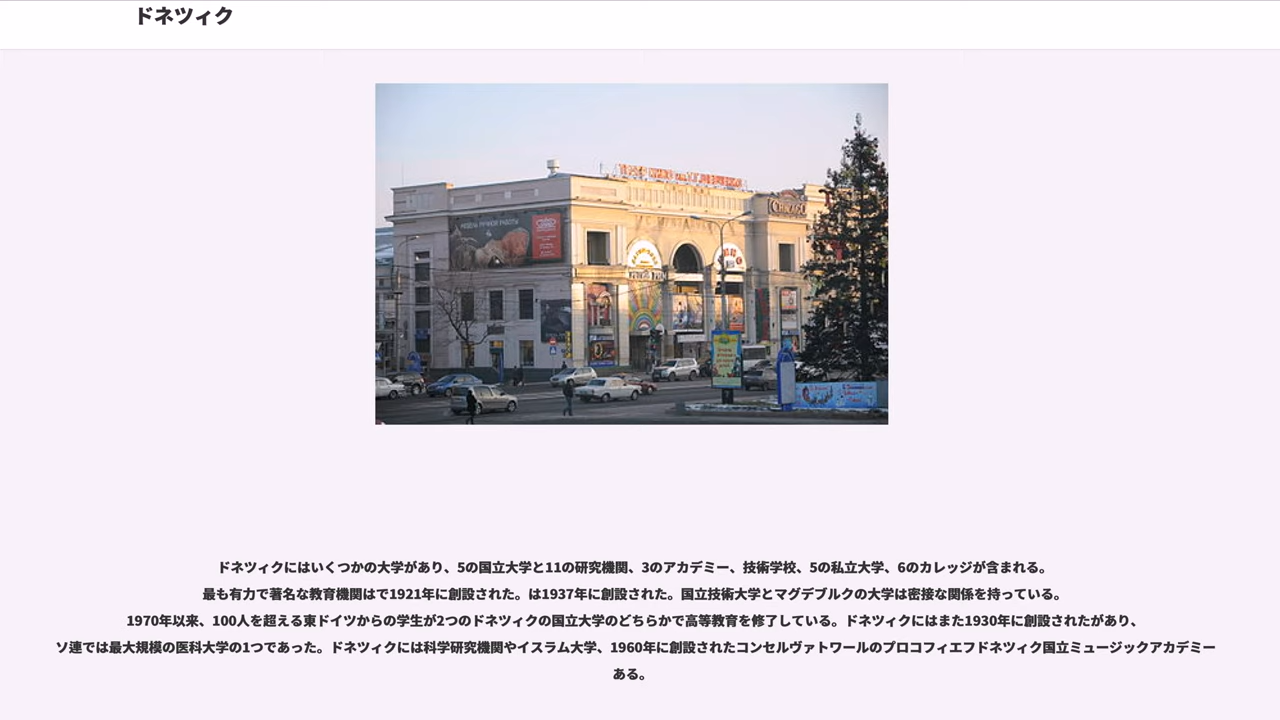 ドネツィク
CHICAGO
ドネツィクにはいくつかの大学があり、5の国立大学と11の研究機関、3のアカデミー、技術学校、5の私立大学、6のカレッジが含まれる。
最も有力で著名な教育機関はで1921年に創設された。は1937年に創設された。国立技術大学とマグデブルクの大学は密接な関係を持っている。
1970年以来、100人を超える東ドイツからの学生が2つのドネツィクの国立大学のどちらかで高等教育を修了している。ドネツィクにはまた1930年に創設されたがあり、
ソ連では最大規模の医科大学の1つであった。ドネツィクには科学研究機関やイスラム大学、1960年に創設されたコンセルヴァトワールのプロコフィエフドネツィク国立ミュージックアカデミー
ある。